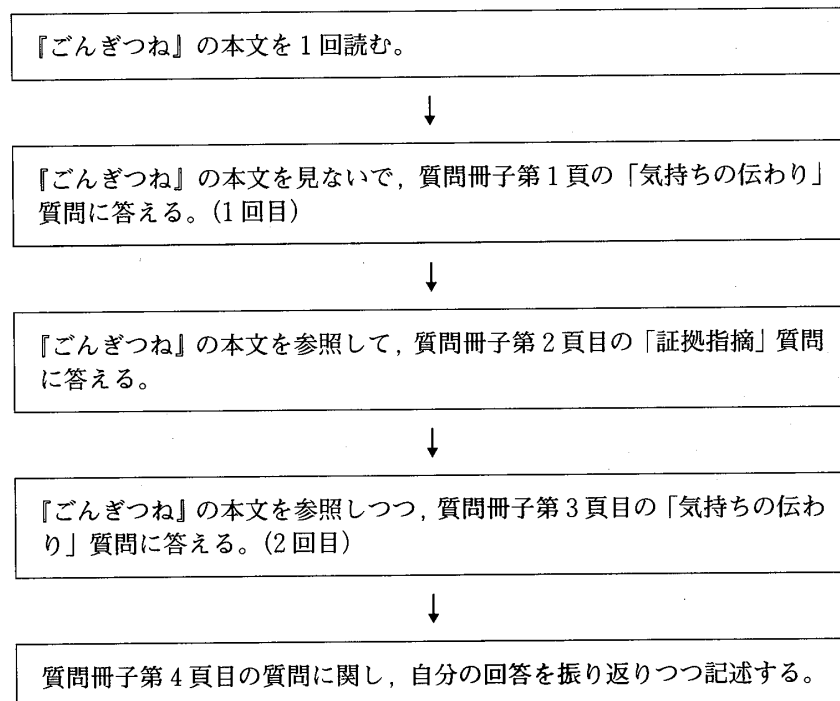 『ごんぎつね』の本文を1回読む。
↓
『ごんぎつね』の本文を見ないで，質問冊子第1頁の「気持ちの伝わり」
質問に答える。(1回目)
↓
『ごんぎつね』の本文を参照して，質問冊子第2頁目の「証拠指摘」質問
に答える。
↓
『ごんぎつね』の本文を参照しつつ，質問冊子第3頁目の「気持ちの伝わ
り」質問に答える。(2回目)
↓
質問冊子第4頁目の質問に関し，自分の回答を振り返りつつ記述する。